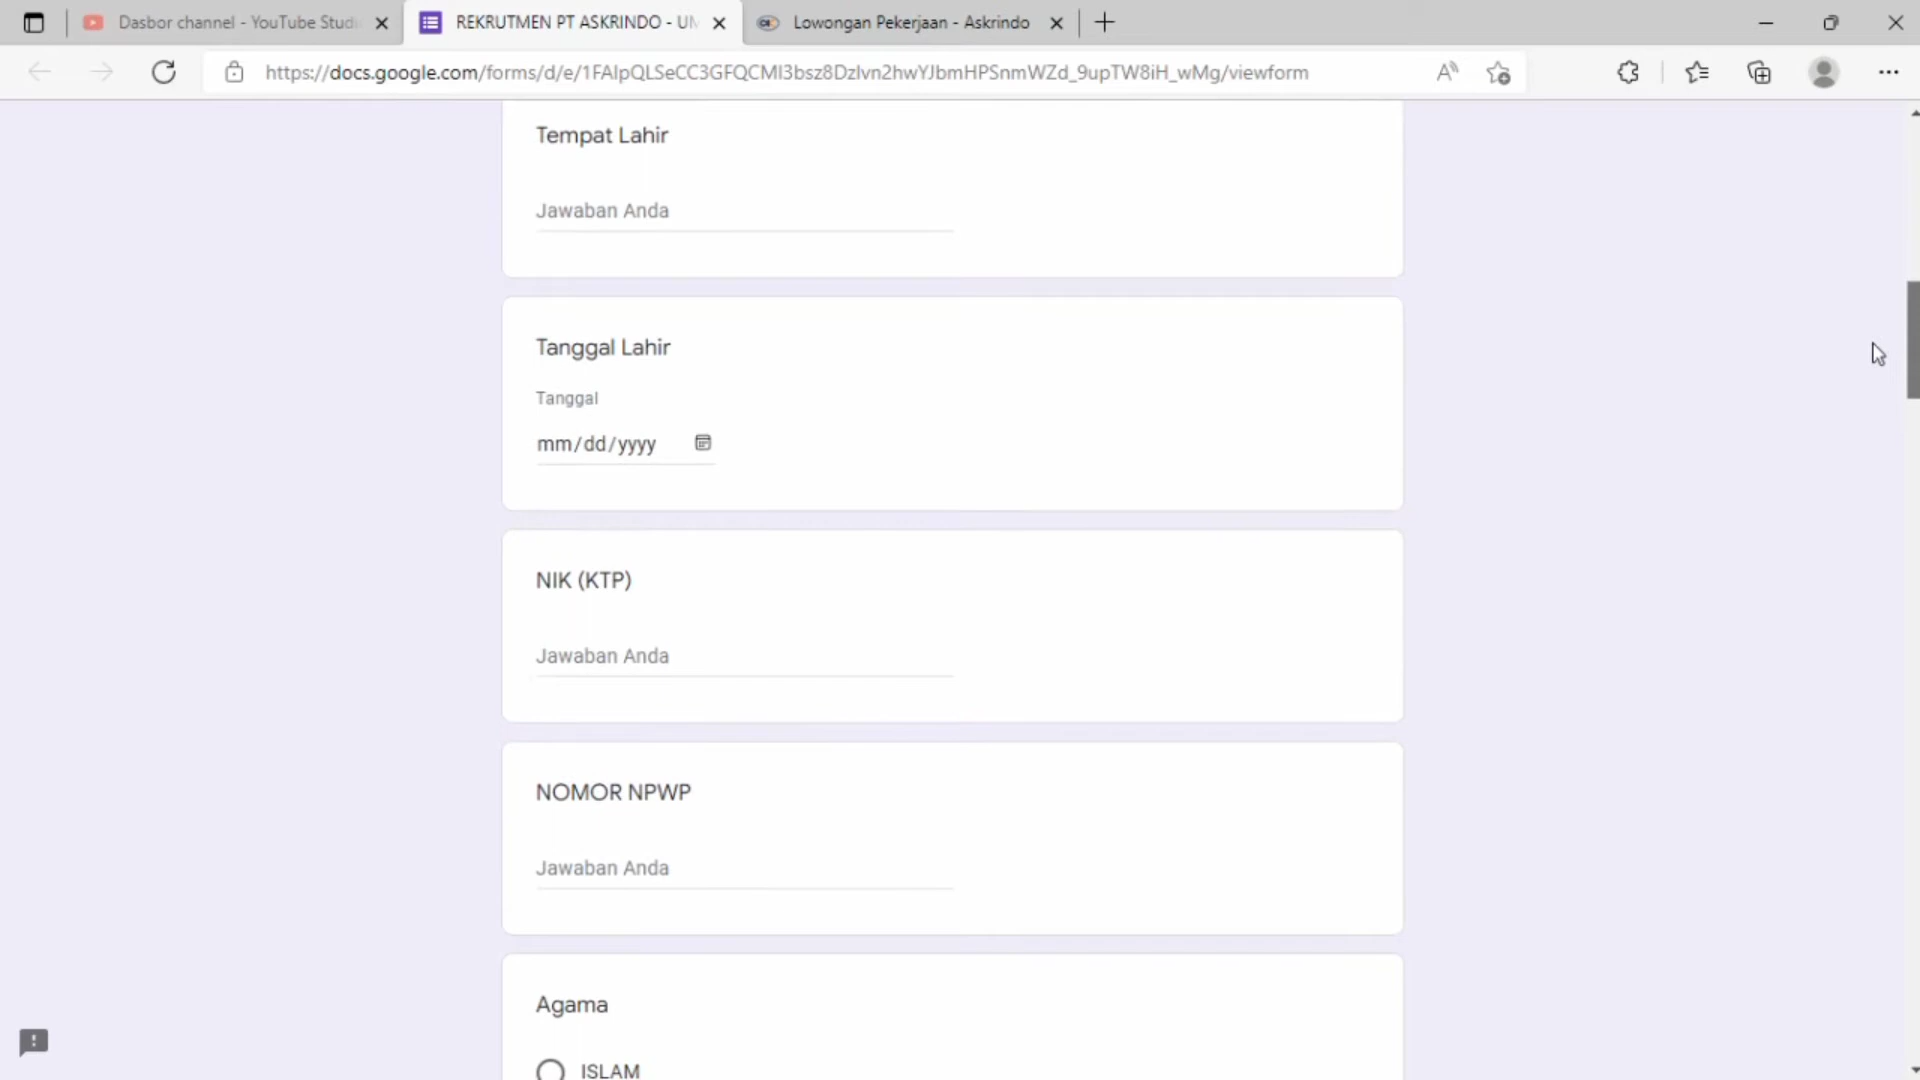 Dasbor channel - YouTube Studi
REKRUTMEN PT ASKRINDO - UM
Lowongan Pekerjaan - Askrindo
https://docs.google.com/forms/d/e/1FAIpQLSeCC3GFQCMI3bsz8DzIvn2hwYJbmHPSnmWZd_9upTW8iH_wMg/viewform
Tempat Lahir
Jawaban Anda
Tanggal Lahir
Tanggal
mm/dd/yyyy
NIK (KTP)
Jawaban Anda
NOMOR NPWP
Jawaban Anda
Agama
ISLAM